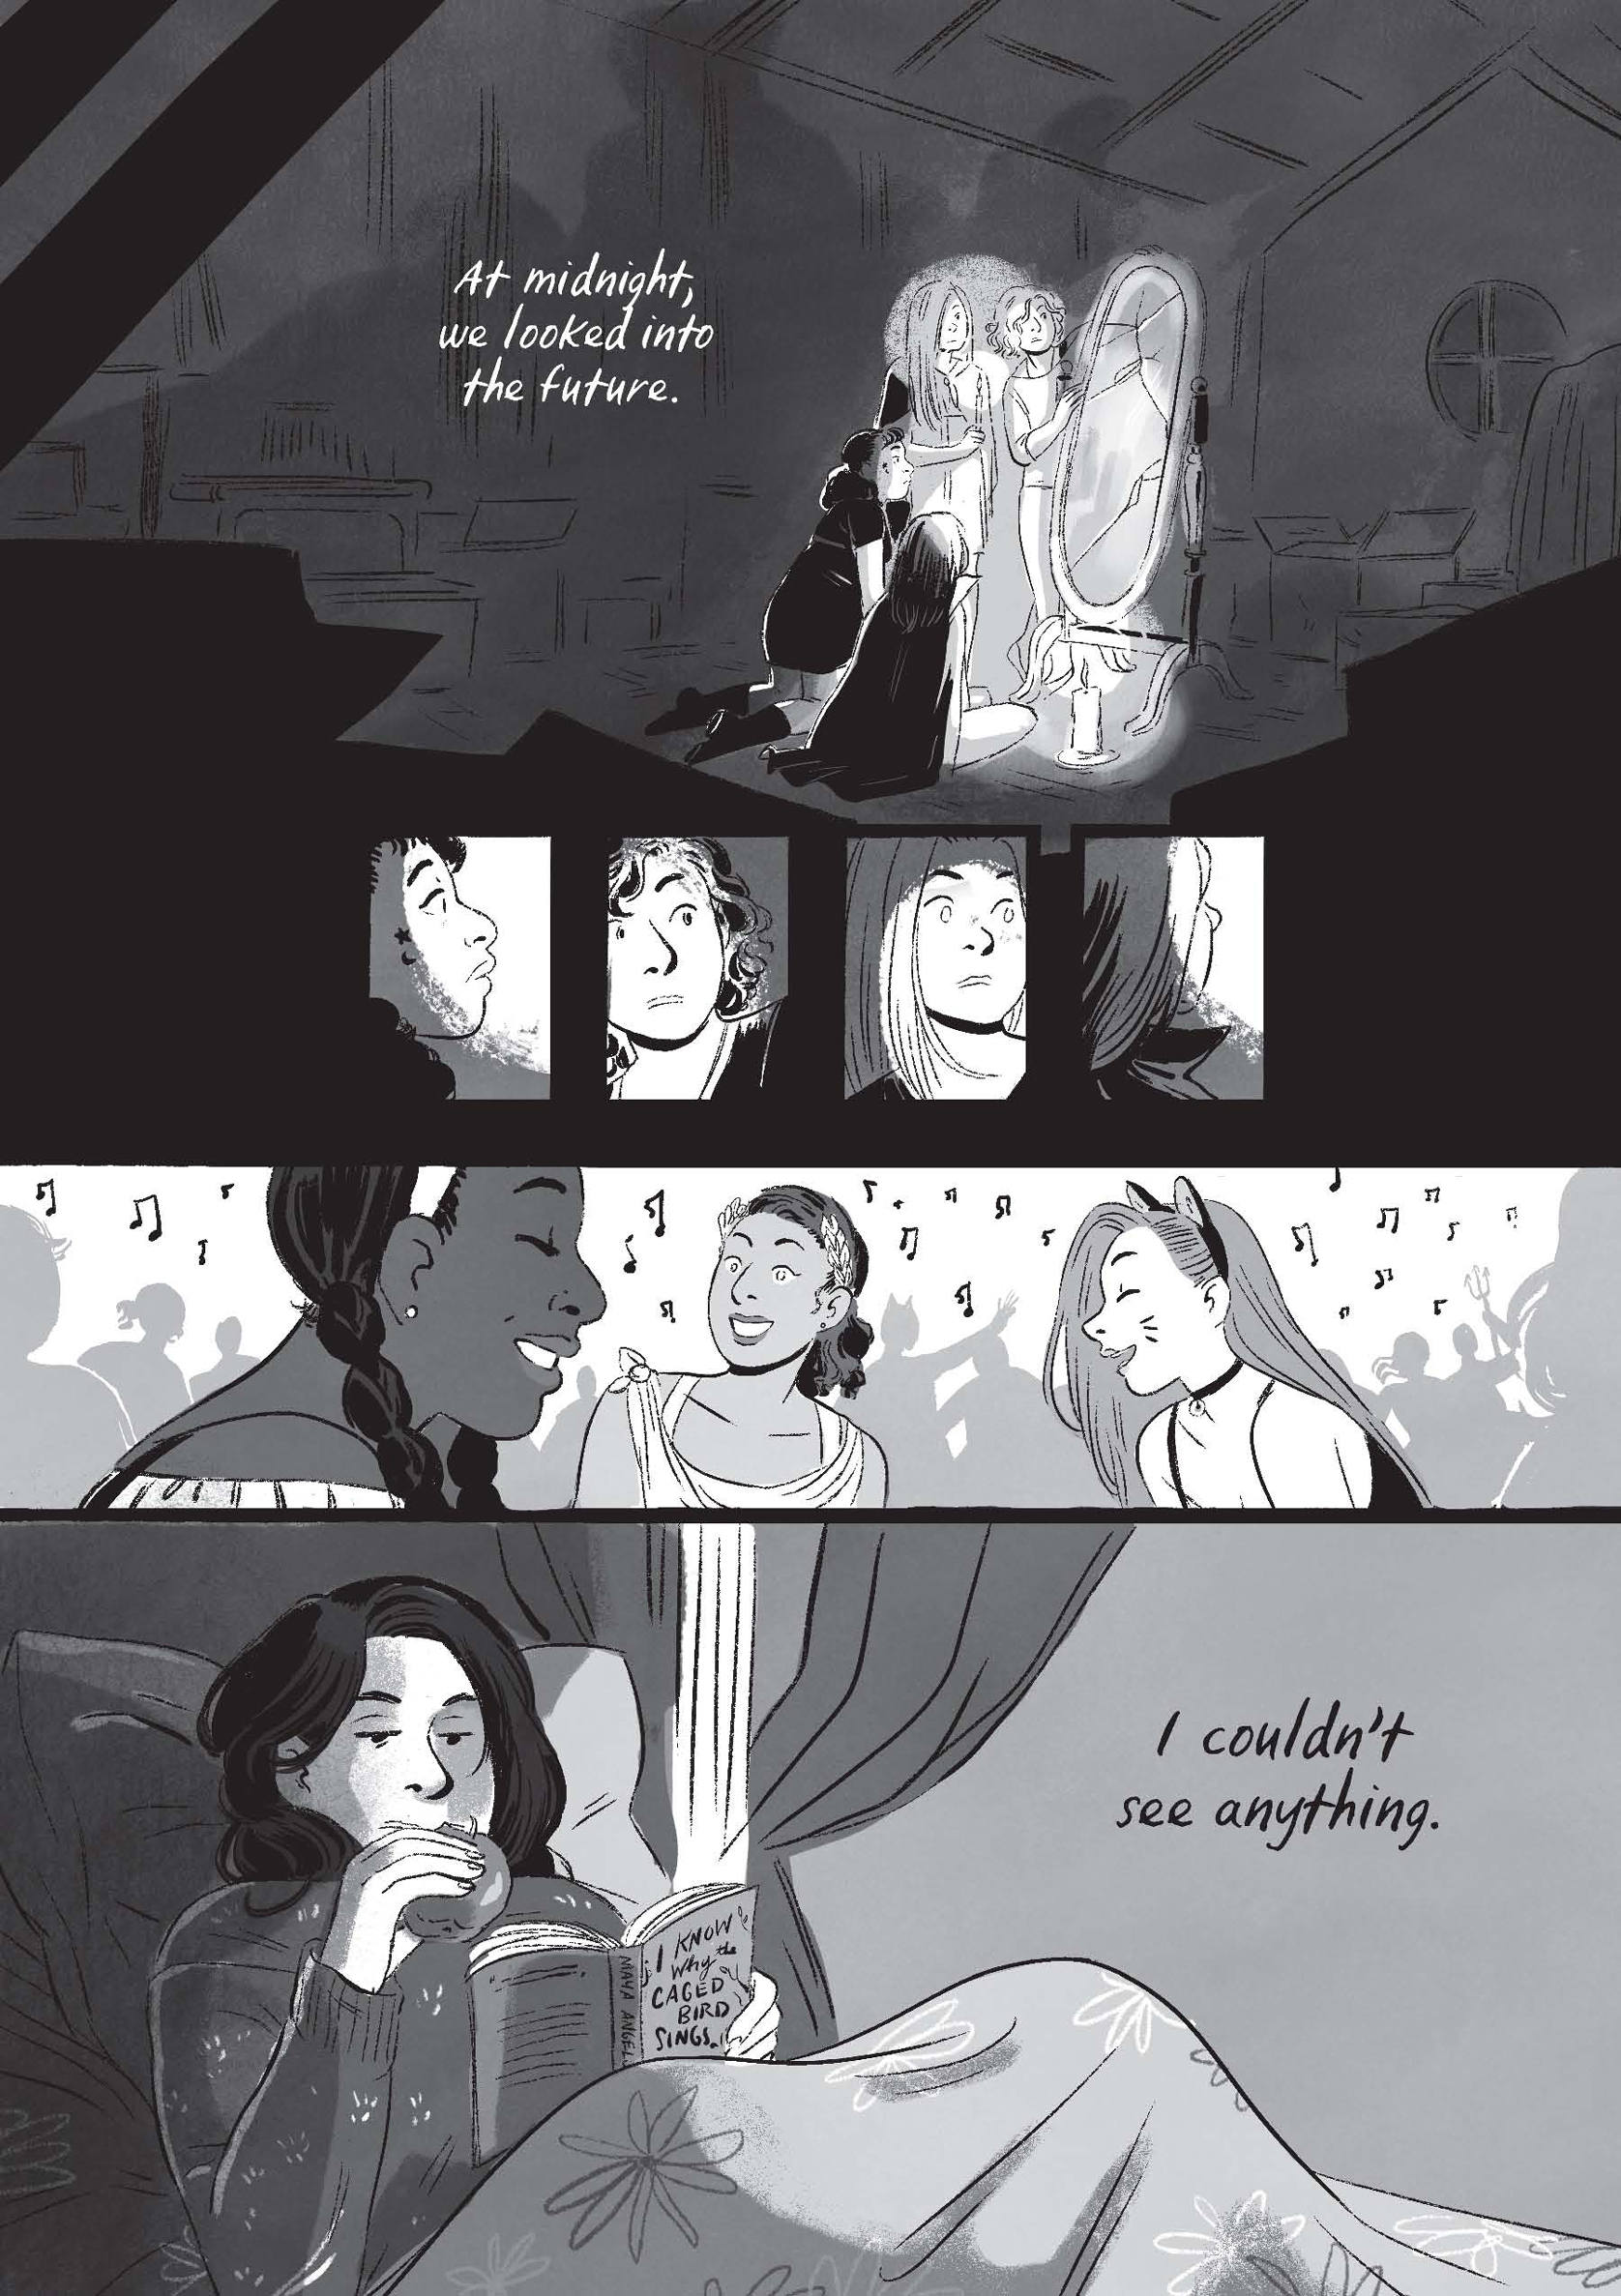 At midnight,
we looked into
the future.
I couldn't
see anything.
I KNOW
Why the
CAGED
BIRD
SINGS
MAYA ANGEL